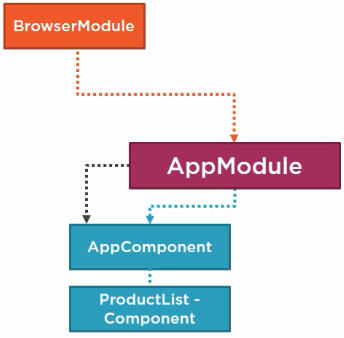 BrowserModule
AppModule
AppComponent
ProductList -
Component